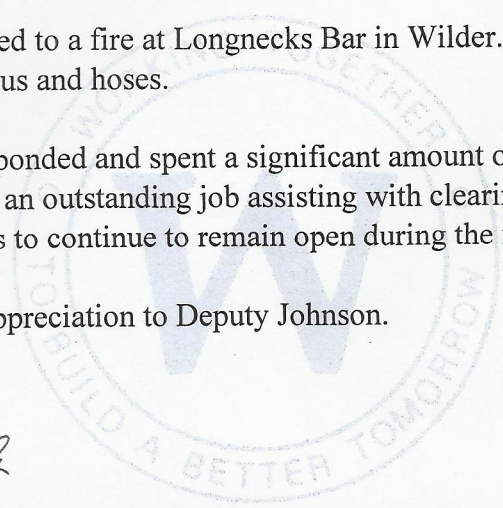 ed to a fire at Longnecks Bar in Wilder.
us and hoses.
ponded and spent a significant amount o
an outstanding job assisting with cleari
s to continue to remain open during the
ppreciation to Deputy Johnson.
WORKING TOGETHER
TO BUILD A BETTER TOMORROW
W